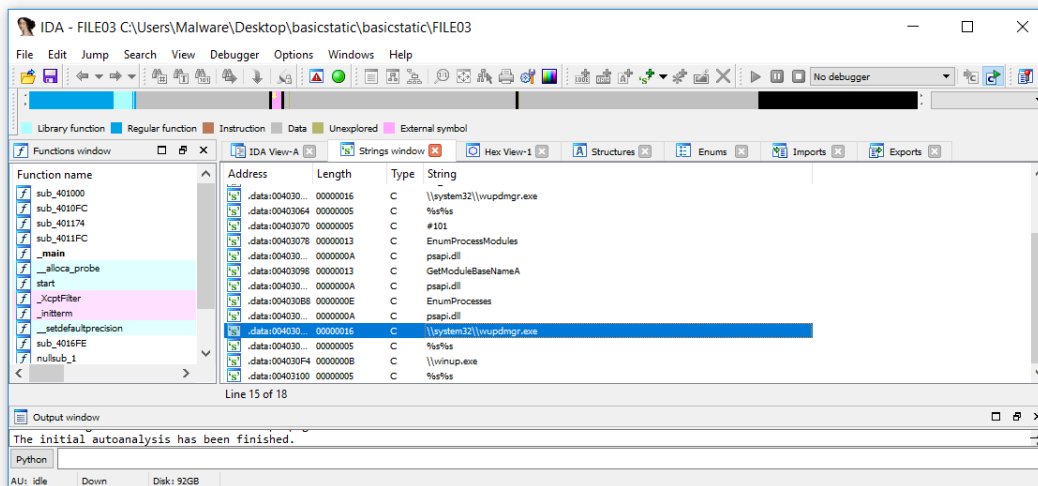 IDA - FILE03 C:\Users\Malware\Desktop\basicstatic\basicstatic\FILE03
File Edit Jump Search View Debugger Options Windows Help
No debugger
Library function Regular function Instruction Data Unexplored External symbol
Functions window
IDA View-A Strings window Hex View-1 Structures Enums Imports Exports
Function name
sub_401000
sub_4010FC
sub_401174
sub_4011FC
_main
__alloca_probe
start
_XcptFilter
_initterm
__setdefaultprecision
sub_4016FE
nullsub_1
Address Length Type String
.data:004030... 00000016 C \\system32\\wupdmgr.exe
.data:00403064 00000005 C %s%s
.data:00403070 00000005 C #101
.data:00403078 00000013 C EnumProcessModules
.data:004030... 0000000A C psapi.dll
.data:00403098 00000013 C GetModuleBaseNameA
.data:004030... 0000000A C psapi.dll
.data:004030B8 0000000E C EnumProcesses
.data:004030... 0000000A C psapi.dll
.data:004030... 00000016 C \\system32\\wupdmgr.exe
.data:004030... 00000005 C %s%s
.data:004030F4 0000000B C \\winup.exe
.data:00403100 00000005 C %s%s
Line 15 of 18
Output window
The initial autoanalysis has been finished.
Python
AU: idle Down Disk: 92GB